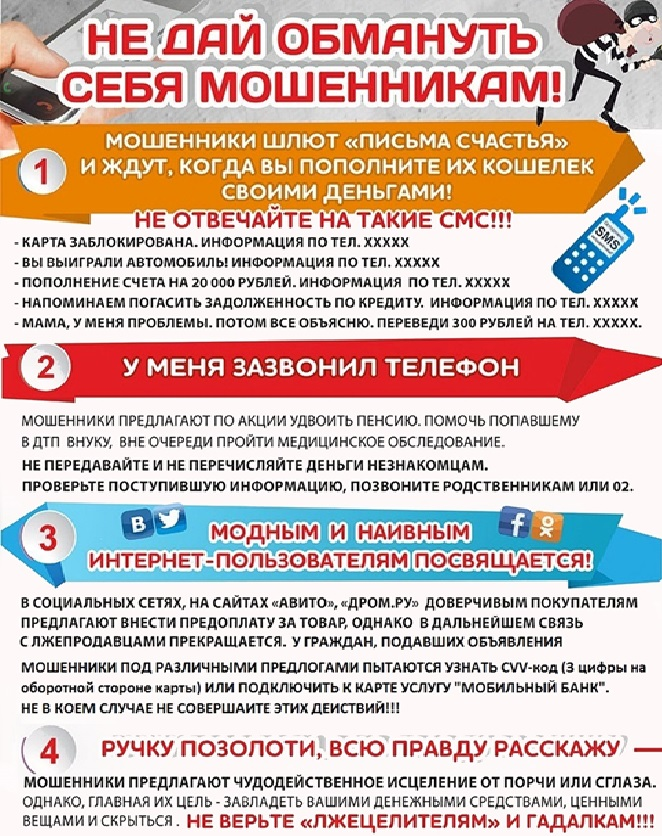 НЕ ДАЙ ОБМАНУТЬ
СЕБЯ МОШЕННИКАМ!
1
МОШЕННИКИ ШЛЮТ «ПИСЬМА СЧАСТЬЯ»
И ЖДУТ, КОГДА ВЫ ПОПОЛНИТЕ ИХ КОШЕЛЕК
СВОИМИ ДЕНЬГАМИ!
НЕ ОТВЕЧАЙТЕ НА ТАКИЕ СМС!!!
SMS
- КАРТА ЗАБЛОКИРОВАНА. ИНФОРМАЦИЯ ПО ТЕЛ. XXXXX
- ВЫ ВЫИГРАЛИ АВТОМОБИЛЬ! ИНФОРМАЦИЯ ПО ТЕЛ. XXXXX
- ПОПОЛНЕНИЕ СЧЕТА НА 20 000 РУБЛЕЙ. ИНФОРМАЦИЯ ПО ТЕЛ. XXXXX
- НАПОМИНАЕМ ПОГАСИТЬ ЗАДОЛЖЕННОСТЬ ПО КРЕДИТУ. ИНФОРМАЦИЯ ПО ТЕЛ. XXXXX
- МАМА, У МЕНЯ ПРОБЛЕМЫ. ПОТОМ ВСЕ ОБЪЯСНЮ. ПЕРЕВЕДИ 300 РУБЛЕЙ НА ТЕЛ. XXXXX.
2
У МЕНЯ ЗАЗВОНИЛ ТЕЛЕФОН
МОШЕННИКИ ПРЕДЛАГАЮТ ПО АКЦИИ УДВОИТЬ ПЕНСИЮ. ПОМОЧЬ ПОПАВШЕМУ
В ДТП ВНУКУ, ВНЕ ОЧЕРЕДИ ПРОЙТИ МЕДИЦИНСКОЕ ОБСЛЕДОВАНИЕ.
НЕ ПЕРЕДАВАЙТЕ И НЕ ПЕРЕЧИСЛЯЙТЕ ДЕНЬГИ НЕЗНАКОМЦАМ.
ПРОВЕРЬТЕ ПОСТУПИВШУЮ ИНФОРМАЦИЮ, ПОЗВОНИТЕ РОДСТВЕННИКАМ ИЛИ 02.
3
В f
МОДНЫМ И НАИВНЫМ
ИНТЕРНЕТ-ПОЛЬЗОВАТЕЛЯМ ПОСВЯЩАЕТСЯ!
В СОЦИАЛЬНЫХ СЕТЯХ, НА САЙТАХ «АВИТО», «ДРОМ.РУ» ДОВЕРЧИВЫМ ПОКУПАТЕЛЯМ
ПРЕДЛАГАЮТ ВНЕСТИ ПРЕДОПЛАТУ ЗА ТОВАР, ОДНАКО В ДАЛЬНЕЙШЕМ СВЯЗЬ
С ЛЖЕПРОДАВЦАМИ ПРЕКРАЩАЕТСЯ. У ГРАЖДАН, ПОДАВШИХ ОБЪЯВЛЕНИЯ
МОШЕННИКИ ПОД РАЗЛИЧНЫМИ ПРЕДЛОГАМИ ПЫТАЮТСЯ УЗНАТЬ CVV-код (3 цифры на
оборотной стороне карты) ИЛИ ПОДКЛЮЧИТЬ К КАРТЕ УСЛУГУ "МОБИЛЬНЫЙ БАНК".
НЕ В КОЕМ СЛУЧАЕ НЕ СОВЕРШАИТЕ ЭТИХ ДЕИСТВИЙ!!!
4
РУЧКУ ПОЗОЛОТИ, ВСЮ ПРАВДУ РАССКАЖУ
МОШЕННИКИ ПРЕДЛАГАЮТ ЧУДОДЕЙСТВЕННОЕ ИСЦЕЛЕНИЕ ОТ ПОРЧИ ИЛИ СГЛАЗА.
ОДНАКО, ГЛАВНАЯ ИХ ЦЕЛЬ - ЗАВЛАДЕТЬ ВАШИМИ ДЕНЕЖНЫМИ СРЕДСТВАМИ, ЦЕННЫМИ
ВЕЩАМИ И СКРЫТЬСЯ . НЕ ВЕРЬТЕ «ЛЖЕЦЕЛИТЕЛЯМ» И ГАДАЛКАМ!!!